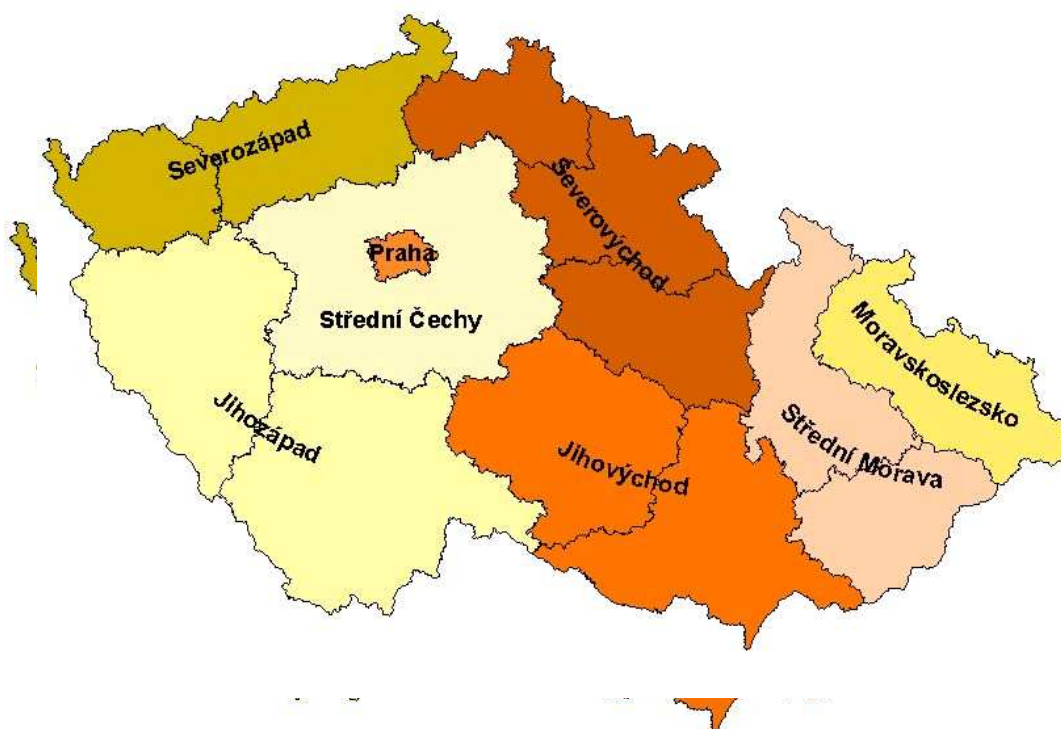 Severozápad
Severovýchod
Praha
Střední Čechy
Moravskoslezsko
Jihozápad
Jihovýchod
Střední Morava